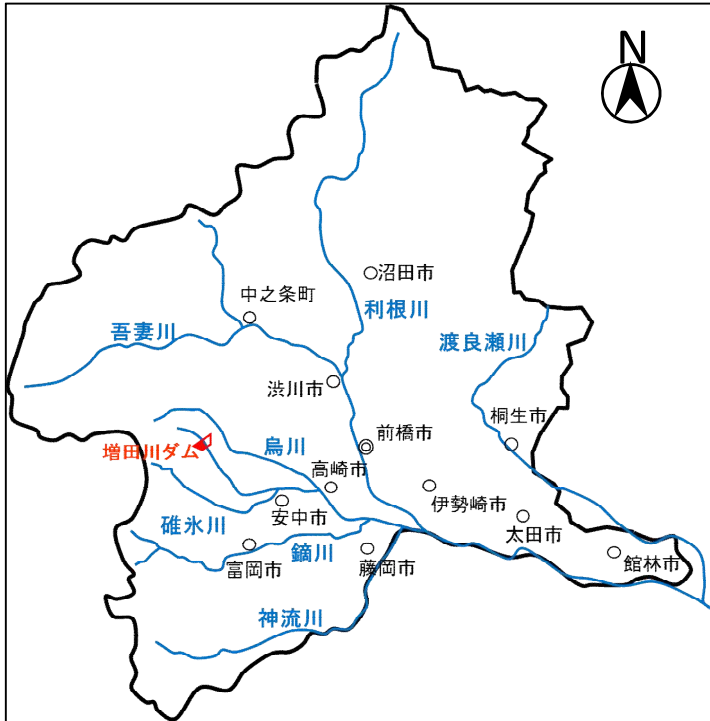 N
沼田市
中之条町
利根川
吾妻川
渡良瀬川
渋川市
桐生市
前橋市
烏川
増田川ダム
高崎市
伊勢崎市
安中市
太田市
碓氷川
鏑川
館林市
富岡市
藤岡市
神流川